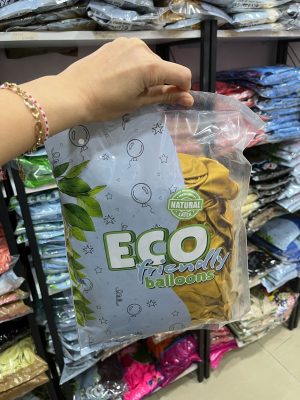 NATURAL
LATEX
ECO
friendly
balloons